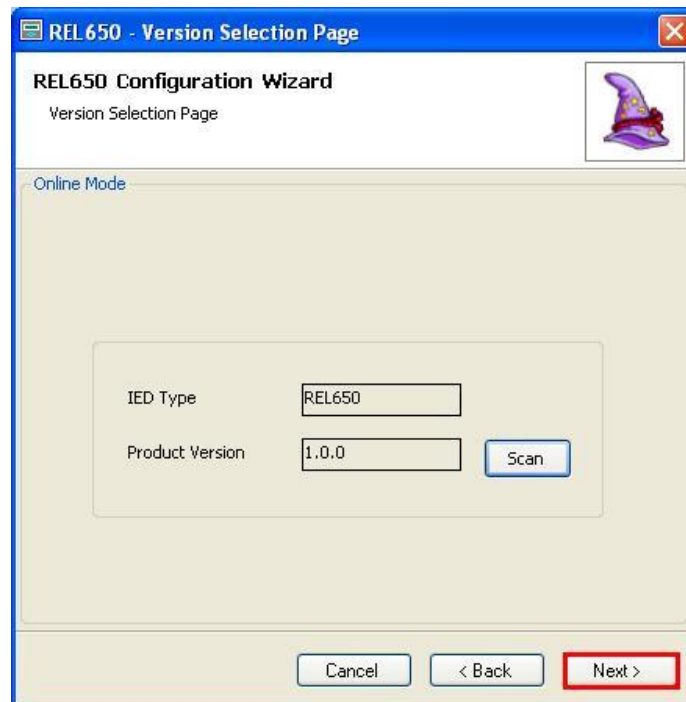 REL650 - Version Selection Page
REL650 Configuration Wizard
Version Selection Page
Online Mode
IED Type REL650
Product Version 1.0.0 Scan
Cancel < Back Next >